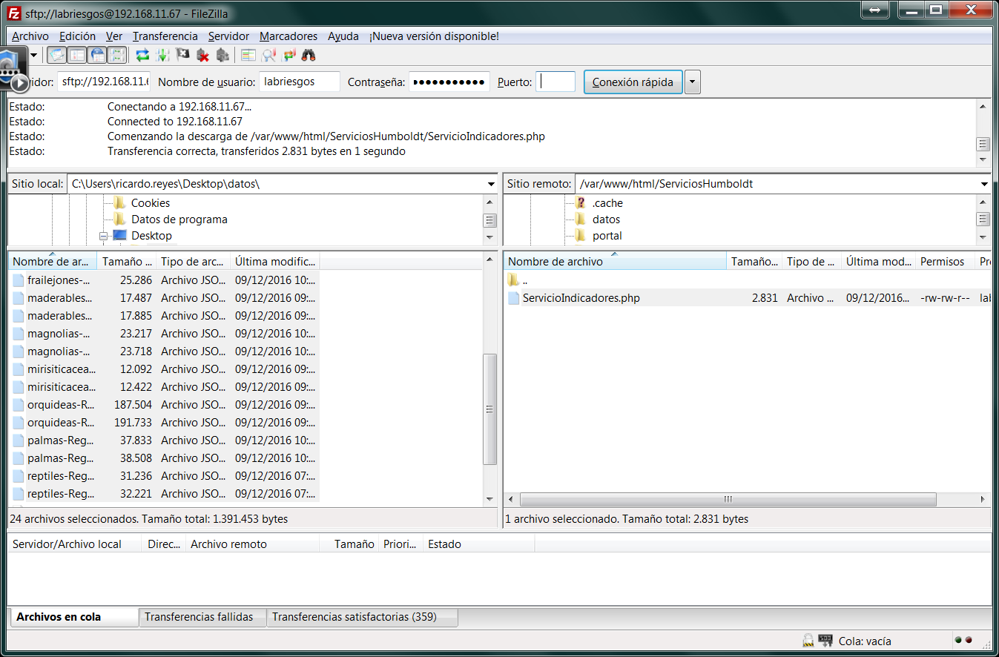 sftp://labriesgos@192.168.11.67 - FileZilla
Archivo Edición Ver Transferencia Servidor Marcadores Ayuda ¡Nueva versión disponible!
idor: sftp://192.168.11.6 Nombre de usuario: labriesgos Contraseña: ●●●●●●●●●●● Puerto: Conexión rápida
Estado: Conectando a 192.168.11.67...
Estado: Connected to 192.168.11.67
Estado: Comenzando la descarga de /var/www/html/ServiciosHumboldt/ServicioIndicadores.php
Estado: Transferencia correcta, transferidos 2.831 bytes en 1 segundo
Sitio local: C:\Users\ricardo.reyes\Desktop\datos\
Cookies
Datos de programa
Desktop
Sitio remoto: /var/www/html/ServiciosHumboldt
.cache
datos
portal
Nombre de ar... Tamaño ... Tipo de arc... Última modific...
frailejones-... 25.286 Archivo JSO... 09/12/2016 10:...
maderables... 17.487 Archivo JSO... 09/12/2016 09:...
maderables... 17.885 Archivo JSO... 09/12/2016 09:...
magnolias-... 23.217 Archivo JSO... 09/12/2016 10:...
magnolias-... 23.718 Archivo JSO... 09/12/2016 10:...
mirisiticacea... 12.092 Archivo JSO... 09/12/2016 09:...
mirisiticacea... 12.422 Archivo JSO... 09/12/2016 09:...
orquideas-R... 187.504 Archivo JSO... 09/12/2016 09:...
orquideas-R... 191.733 Archivo JSO... 09/12/2016 09:...
palmas-Reg... 37.833 Archivo JSO... 09/12/2016 10:...
palmas-Reg... 38.508 Archivo JSO... 09/12/2016 10:...
reptiles-Reg... 31.236 Archivo JSO... 09/12/2016 07:...
reptiles-Reg... 32.221 Archivo JSO... 09/12/2016 07:...
24 archivos seleccionados. Tamaño total: 1.391.453 bytes
Nombre de archivo Tamaño... Tipo de ... Última mod... Permisos Pr
..
ServicioIndicadores.php 2.831 Archivo ... 09/12/2016... -rw-rw-r-- lab
1 archivo seleccionado. Tamaño total: 2.831 bytes
Servidor/Archivo local Direc... Archivo remoto Tamaño Priori... Estado
Archivos en cola Transferencias fallidas Transferencias satisfactorias (359)
Cola: vacía